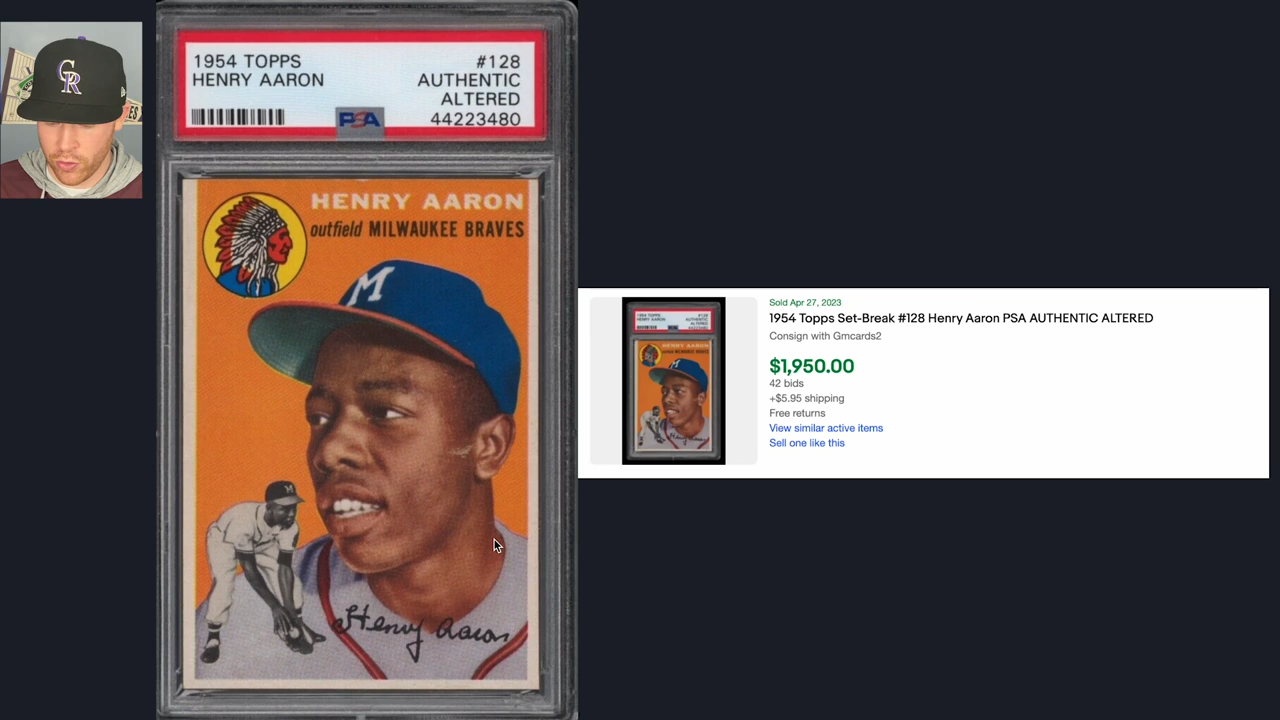 1954 TOPPS
#128
HENRY AARON
AUTHENTIC
ALTERED
PSA
44223480
HENRY AARON
outfield MILWAUKEE BRAVES
M
M
Henry Aaron
CR
ES
Sold Apr 27, 2023
1954 Topps Set-Break #128 Henry Aaron PSA AUTHENTIC ALTERED
Consign with Gmcards2
$1,950.00
42 bids
+$5.95 shipping
Free returns
View similar active items
Sell one like this